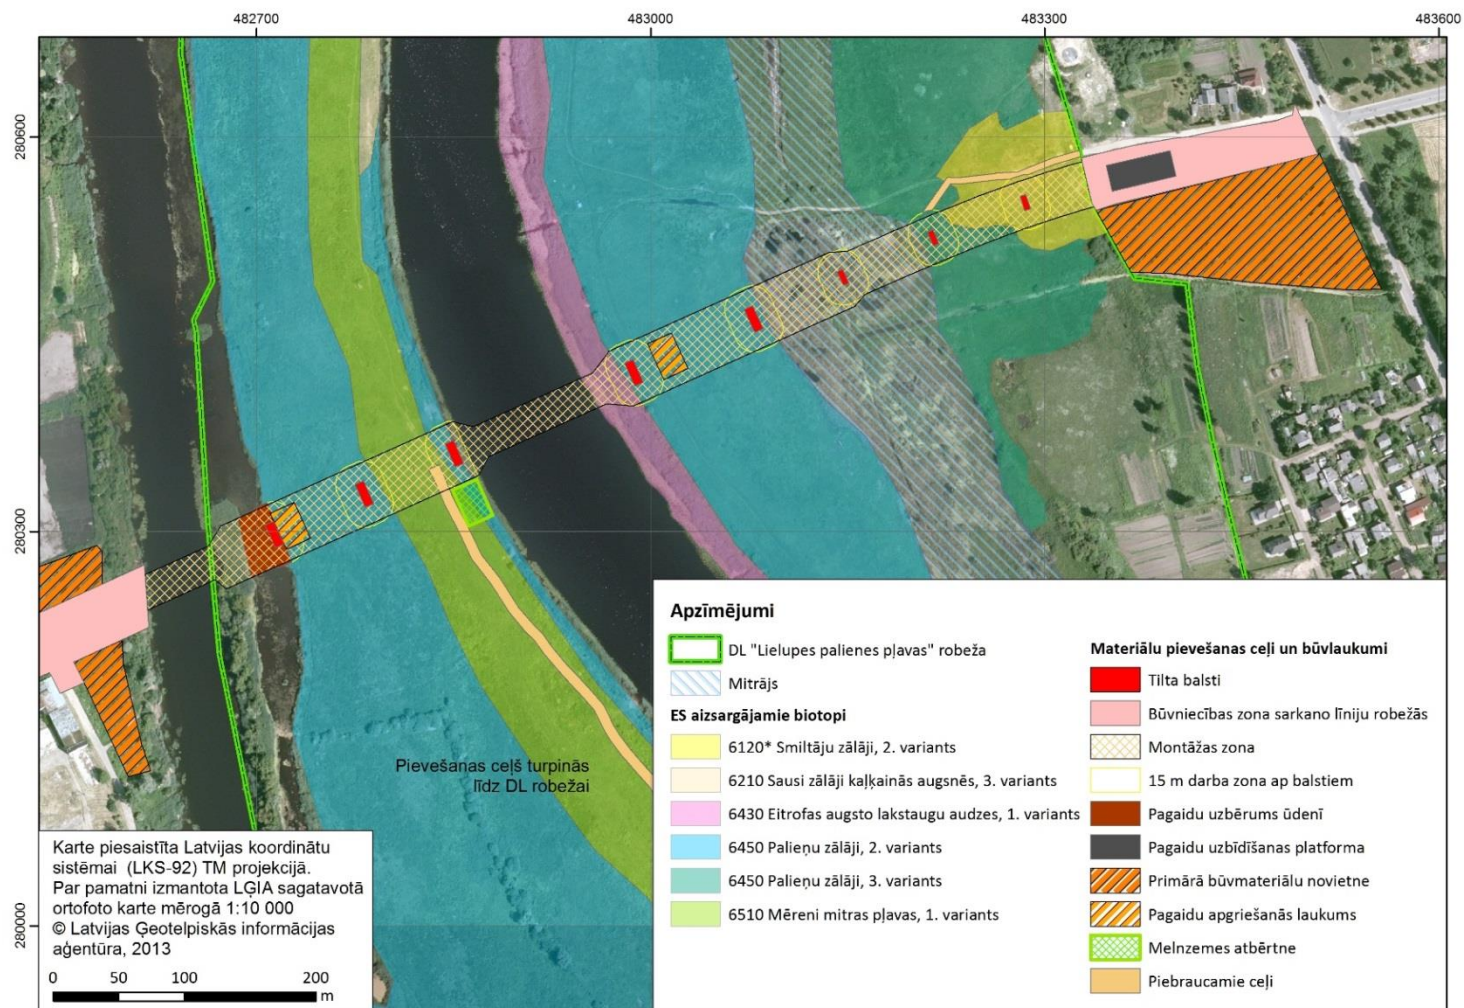 482700
483000
483300
483600
280600
280300
280000
Pievešanas ceļš turpinās
līdz DL robežai
Karte piesaistīta Latvijas koordinātu
sistēmai (LKS-92) TM projekcijā.
Par pamatni izmantota LĢIA sagatavotā
ortofoto karte mērogā 1:10 000
© Latvijas Ģeotelpiskās informācijas
aģentūra, 2013
0 50 100 200
m
Apzīmējumi
DL "Lielupes palienes pļavas" robeža
Mitrājs
ES aizsargājamie biotopi
6120* Smiltāju zālāji, 2. variants
6210 Sausi zālāji kaļķainās augsnēs, 3. variants
6430 Eitrofas augsto lakstaugu audzes, 1. variants
6450 Palieņu zālāji, 2. variants
6450 Palieņu zālāji, 3. variants
6510 Mēreni mitras pļavas, 1. variants
Materiālu pievešanas ceļi un būvlaukumi
Tilta balsti
Būvniecības zona sarkano līniju robežās
Montāžas zona
15 m darba zona ap balstiem
Pagaidu uzbērums ūdenī
Pagaidu uzbīdīšanas platforma
Primārā būvmateriālu novietne
Pagaidu apgriešanās laukums
Melnzemes atbērtne
Piebraucamie ceļi